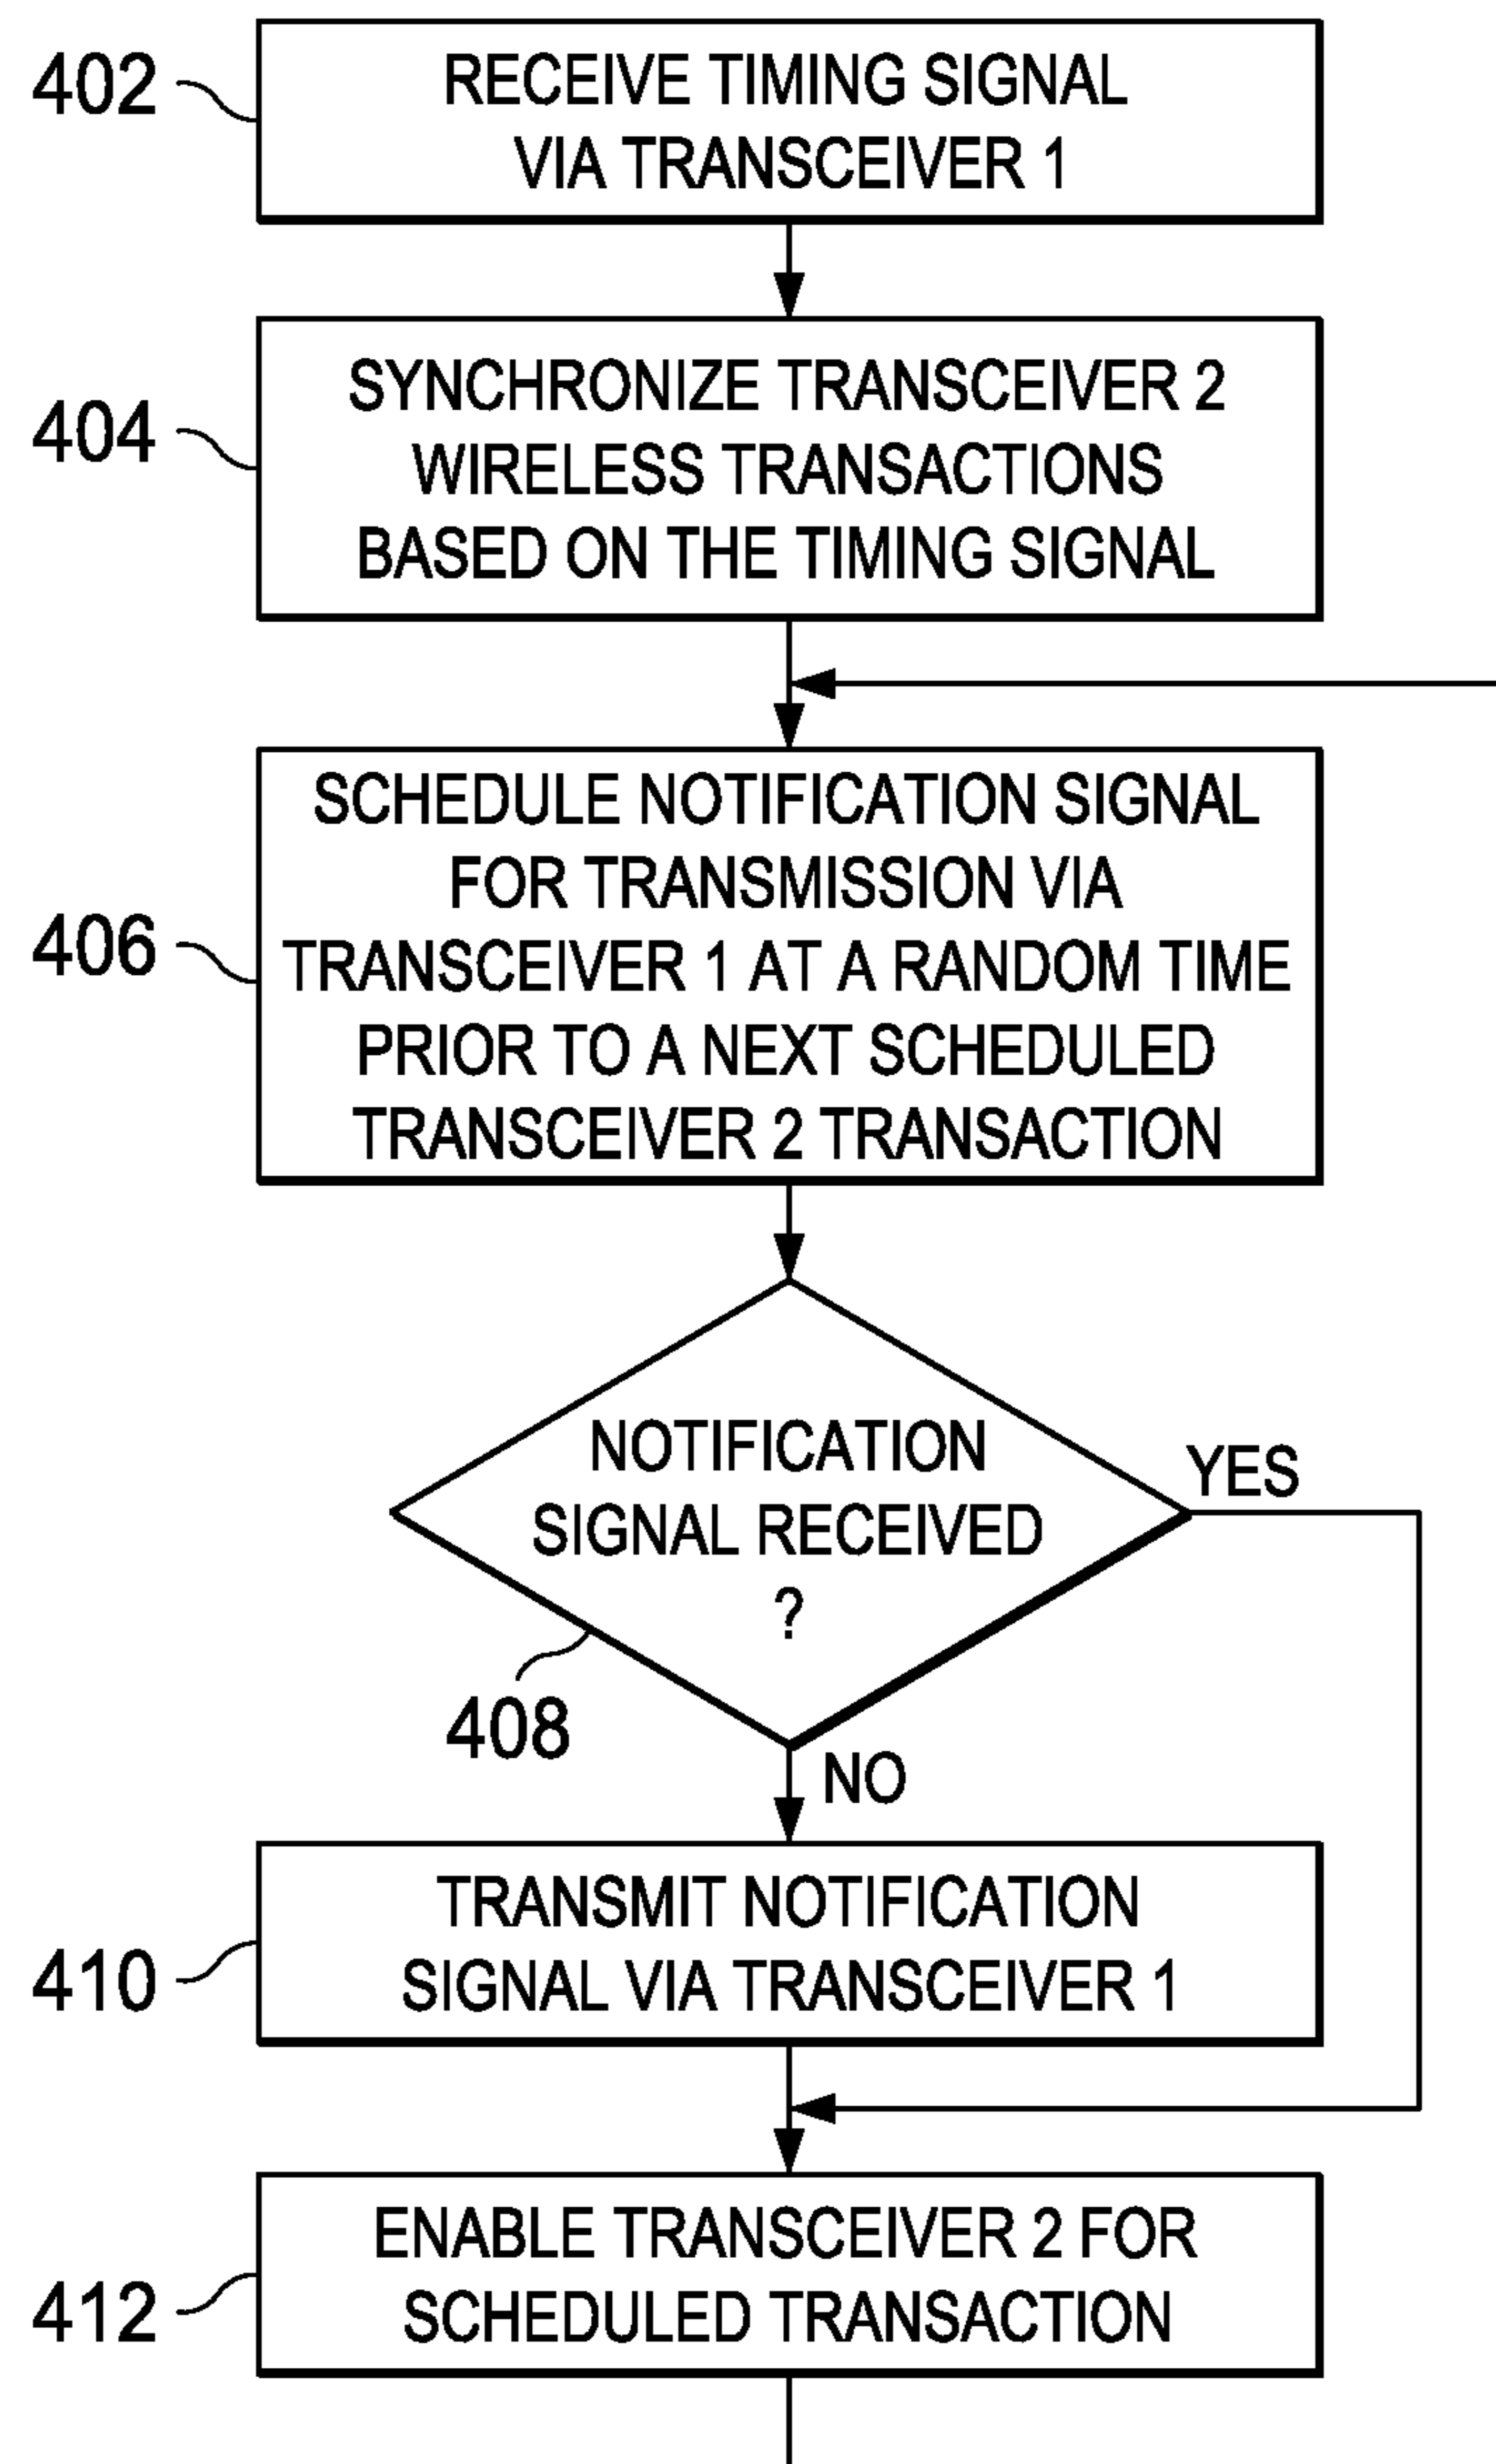 402
RECEIVE TIMING SIGNAL
VIA TRANSCEIVER 1
404
SYNCHRONIZE TRANSCEIVER 2
WIRELESS TRANSACTIONS
BASED ON THE TIMING SIGNAL
406
SCHEDULE NOTIFICATION SIGNAL
FOR TRANSMISSION VIA
TRANSCEIVER 1 AT A RANDOM TIME
PRIOR TO A NEXT SCHEDULED
TRANSCEIVER 2 TRANSACTION
NOTIFICATION
SIGNAL RECEIVED
?
YES
408
NO
410
TRANSMIT NOTIFICATION
SIGNAL VIA TRANSCEIVER 1
412
ENABLE TRANSCEIVER 2 FOR
SCHEDULED TRANSACTION